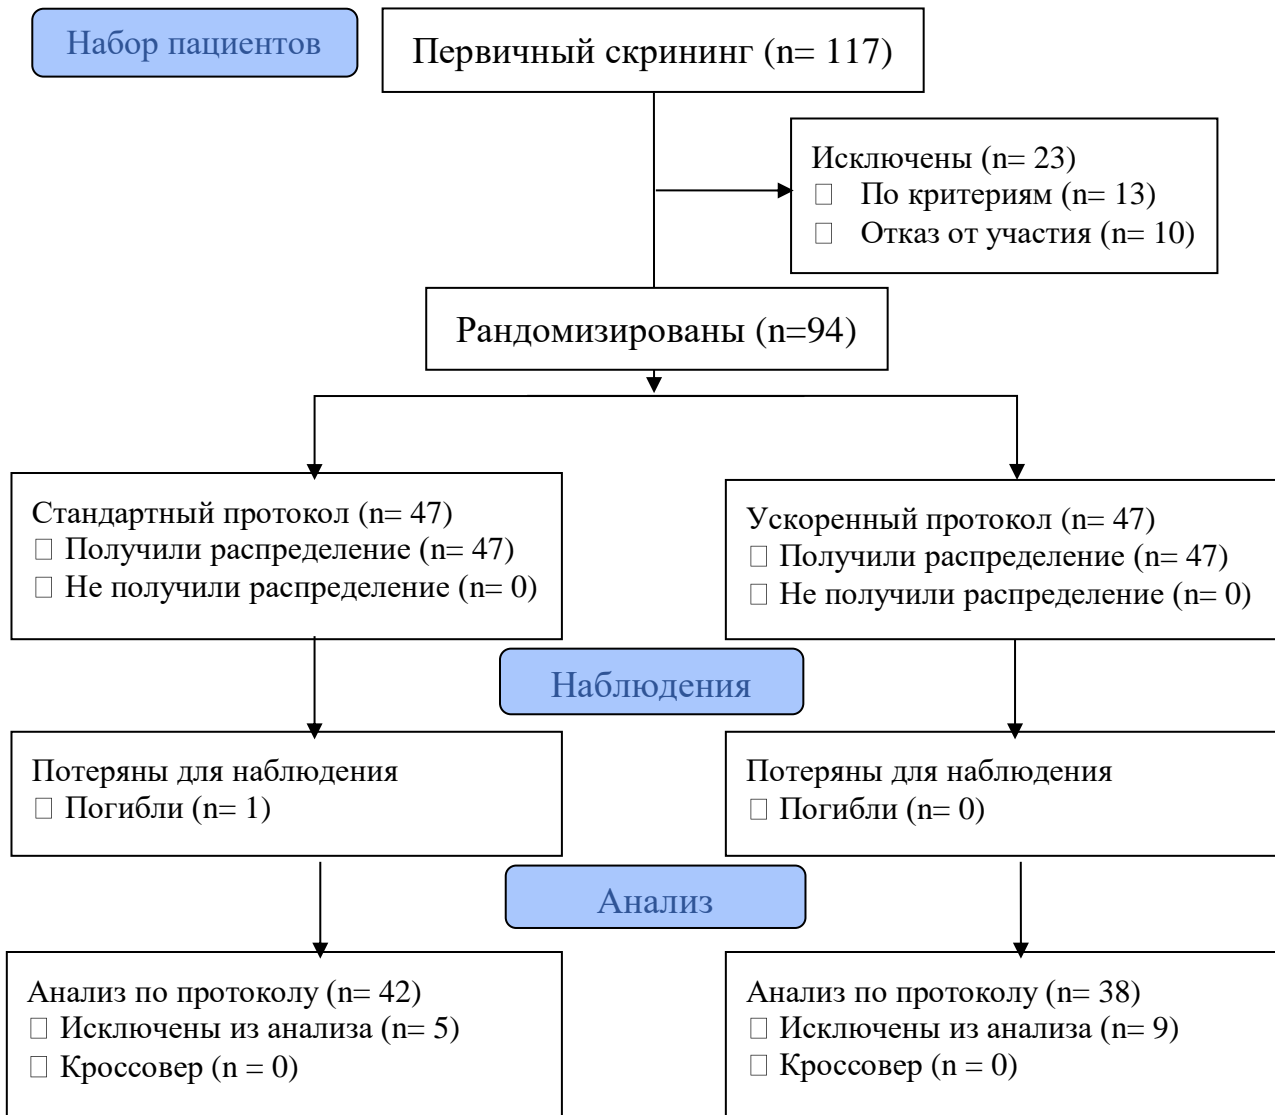 Набор пациентов
Первичный скрининг (n= 117)
Исключены (n= 23)
По критериям (n= 13)
Отказ от участия (n= 10)
Рандомизированы (n=94)
Стандартный протокол (n= 47)
Получили распределение (n= 47)
Не получили распределение (n= 0)
Ускоренный протокол (n= 47)
Получили распределение (n= 47)
Не получили распределение (n= 0)
Наблюдения
Потеряны для наблюдения
Погибли (n= 1)
Потеряны для наблюдения
Погибли (n= 0)
Анализ
Анализ по протоколу (n= 42)
Исключены из анализа (n= 5)
Кроссовер (n = 0)
Анализ по протоколу (n= 38)
Исключены из анализа (n= 9)
Кроссовер (n = 0)